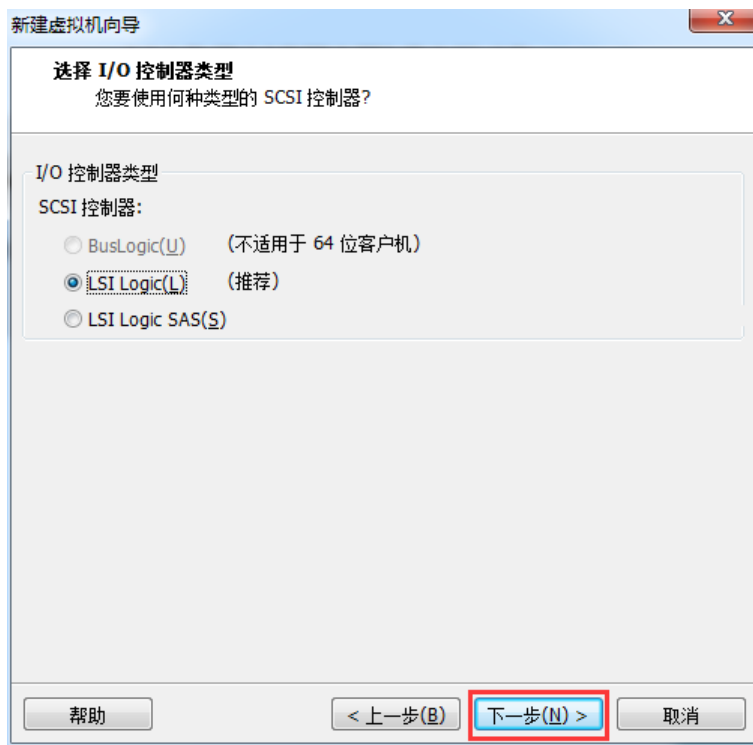 新建虚拟机向导
选择 I/O 控制器类型
您要使用何种类型的 SCSI 控制器?
I/O 控制器类型
SCSI 控制器:
BusLogic(U) (不适用于 64 位客户机)
LSI Logic(L) (推荐)
LSI Logic SAS(S)
帮助 < 上一步(B) 下一步(N) > 取消